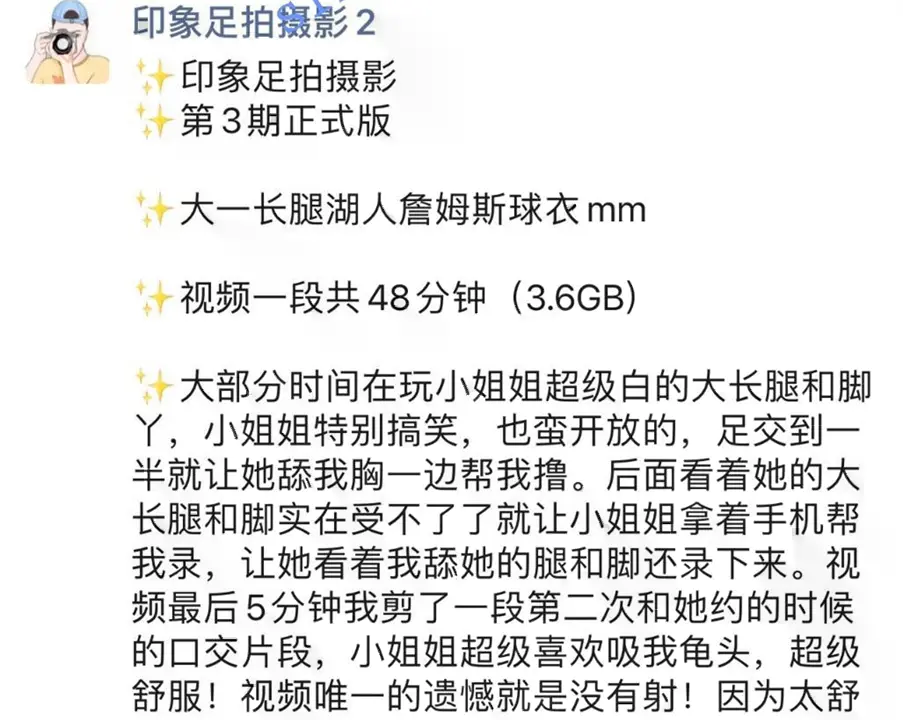 印象足拍摄影2
✨印象足拍摄影
✨第3期正式版
✨大一长腿湖人詹姆斯球衣mm
✨视频一段共48分钟（3.6GB）
✨大部分时间在玩小姐姐超级白的大长腿和脚
丫，小姐姐特别搞笑，也蛮开放的，足交到一
半就让她舔我胸一边帮我撸。后面看着她的大
长腿和脚实在受不了了就让小姐姐拿着手机帮
我录，让她看着我舔她的腿和脚还录下来。视
频最后5分钟我剪了一段第二次和她约的时候
的口交片段，小姐姐超级喜欢吸我龟头，超级
舒服！视频唯一的遗憾就是没有射！因为太舒